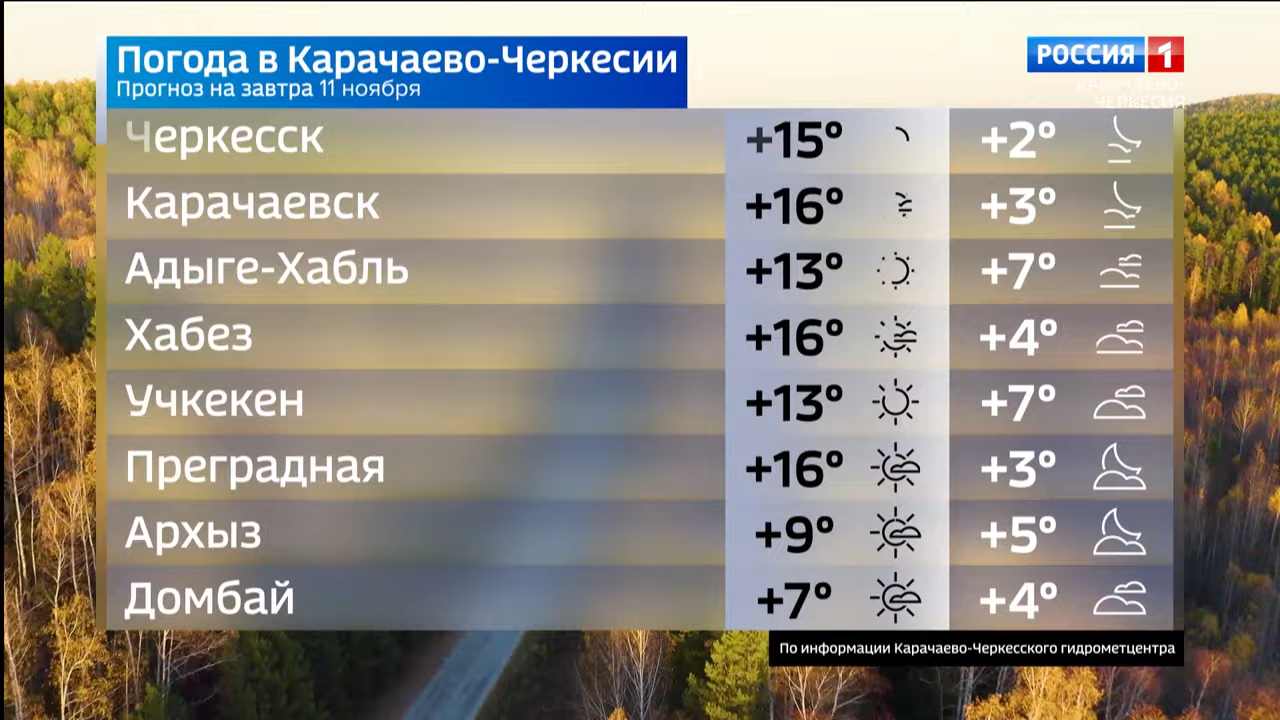 Погода в Карачаево-Черкесии
Прогноз на завтра 11 ноября
РОССИЯ 1
КАРАЧАЕВО-
ЧЕРКЕСИЯ
Черкесск +15° +2°
Карачаевск +16° +3°
Адыге-Хабль +13° +7°
Хабез +16° +4°
Учкекен +13° +7°
Преградная +16° +3°
Архыз +9° +5°
Домбай +7° +4°
По информации Карачаево-Черкесского гидрометцентра